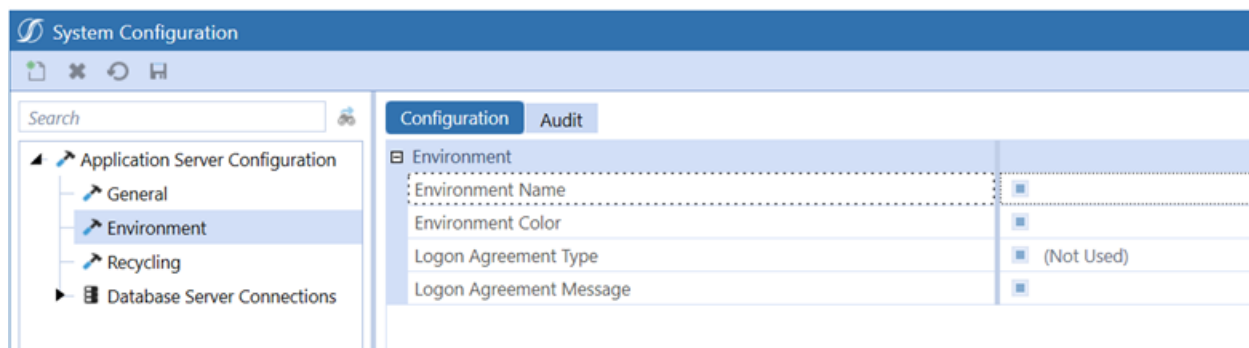 System Configuration
Search
Application Server Configuration
General
Environment
Recycling
Database Server Connections
Configuration Audit
Environment
Environment Name
Environment Color
Logon Agreement Type (Not Used)
Logon Agreement Message